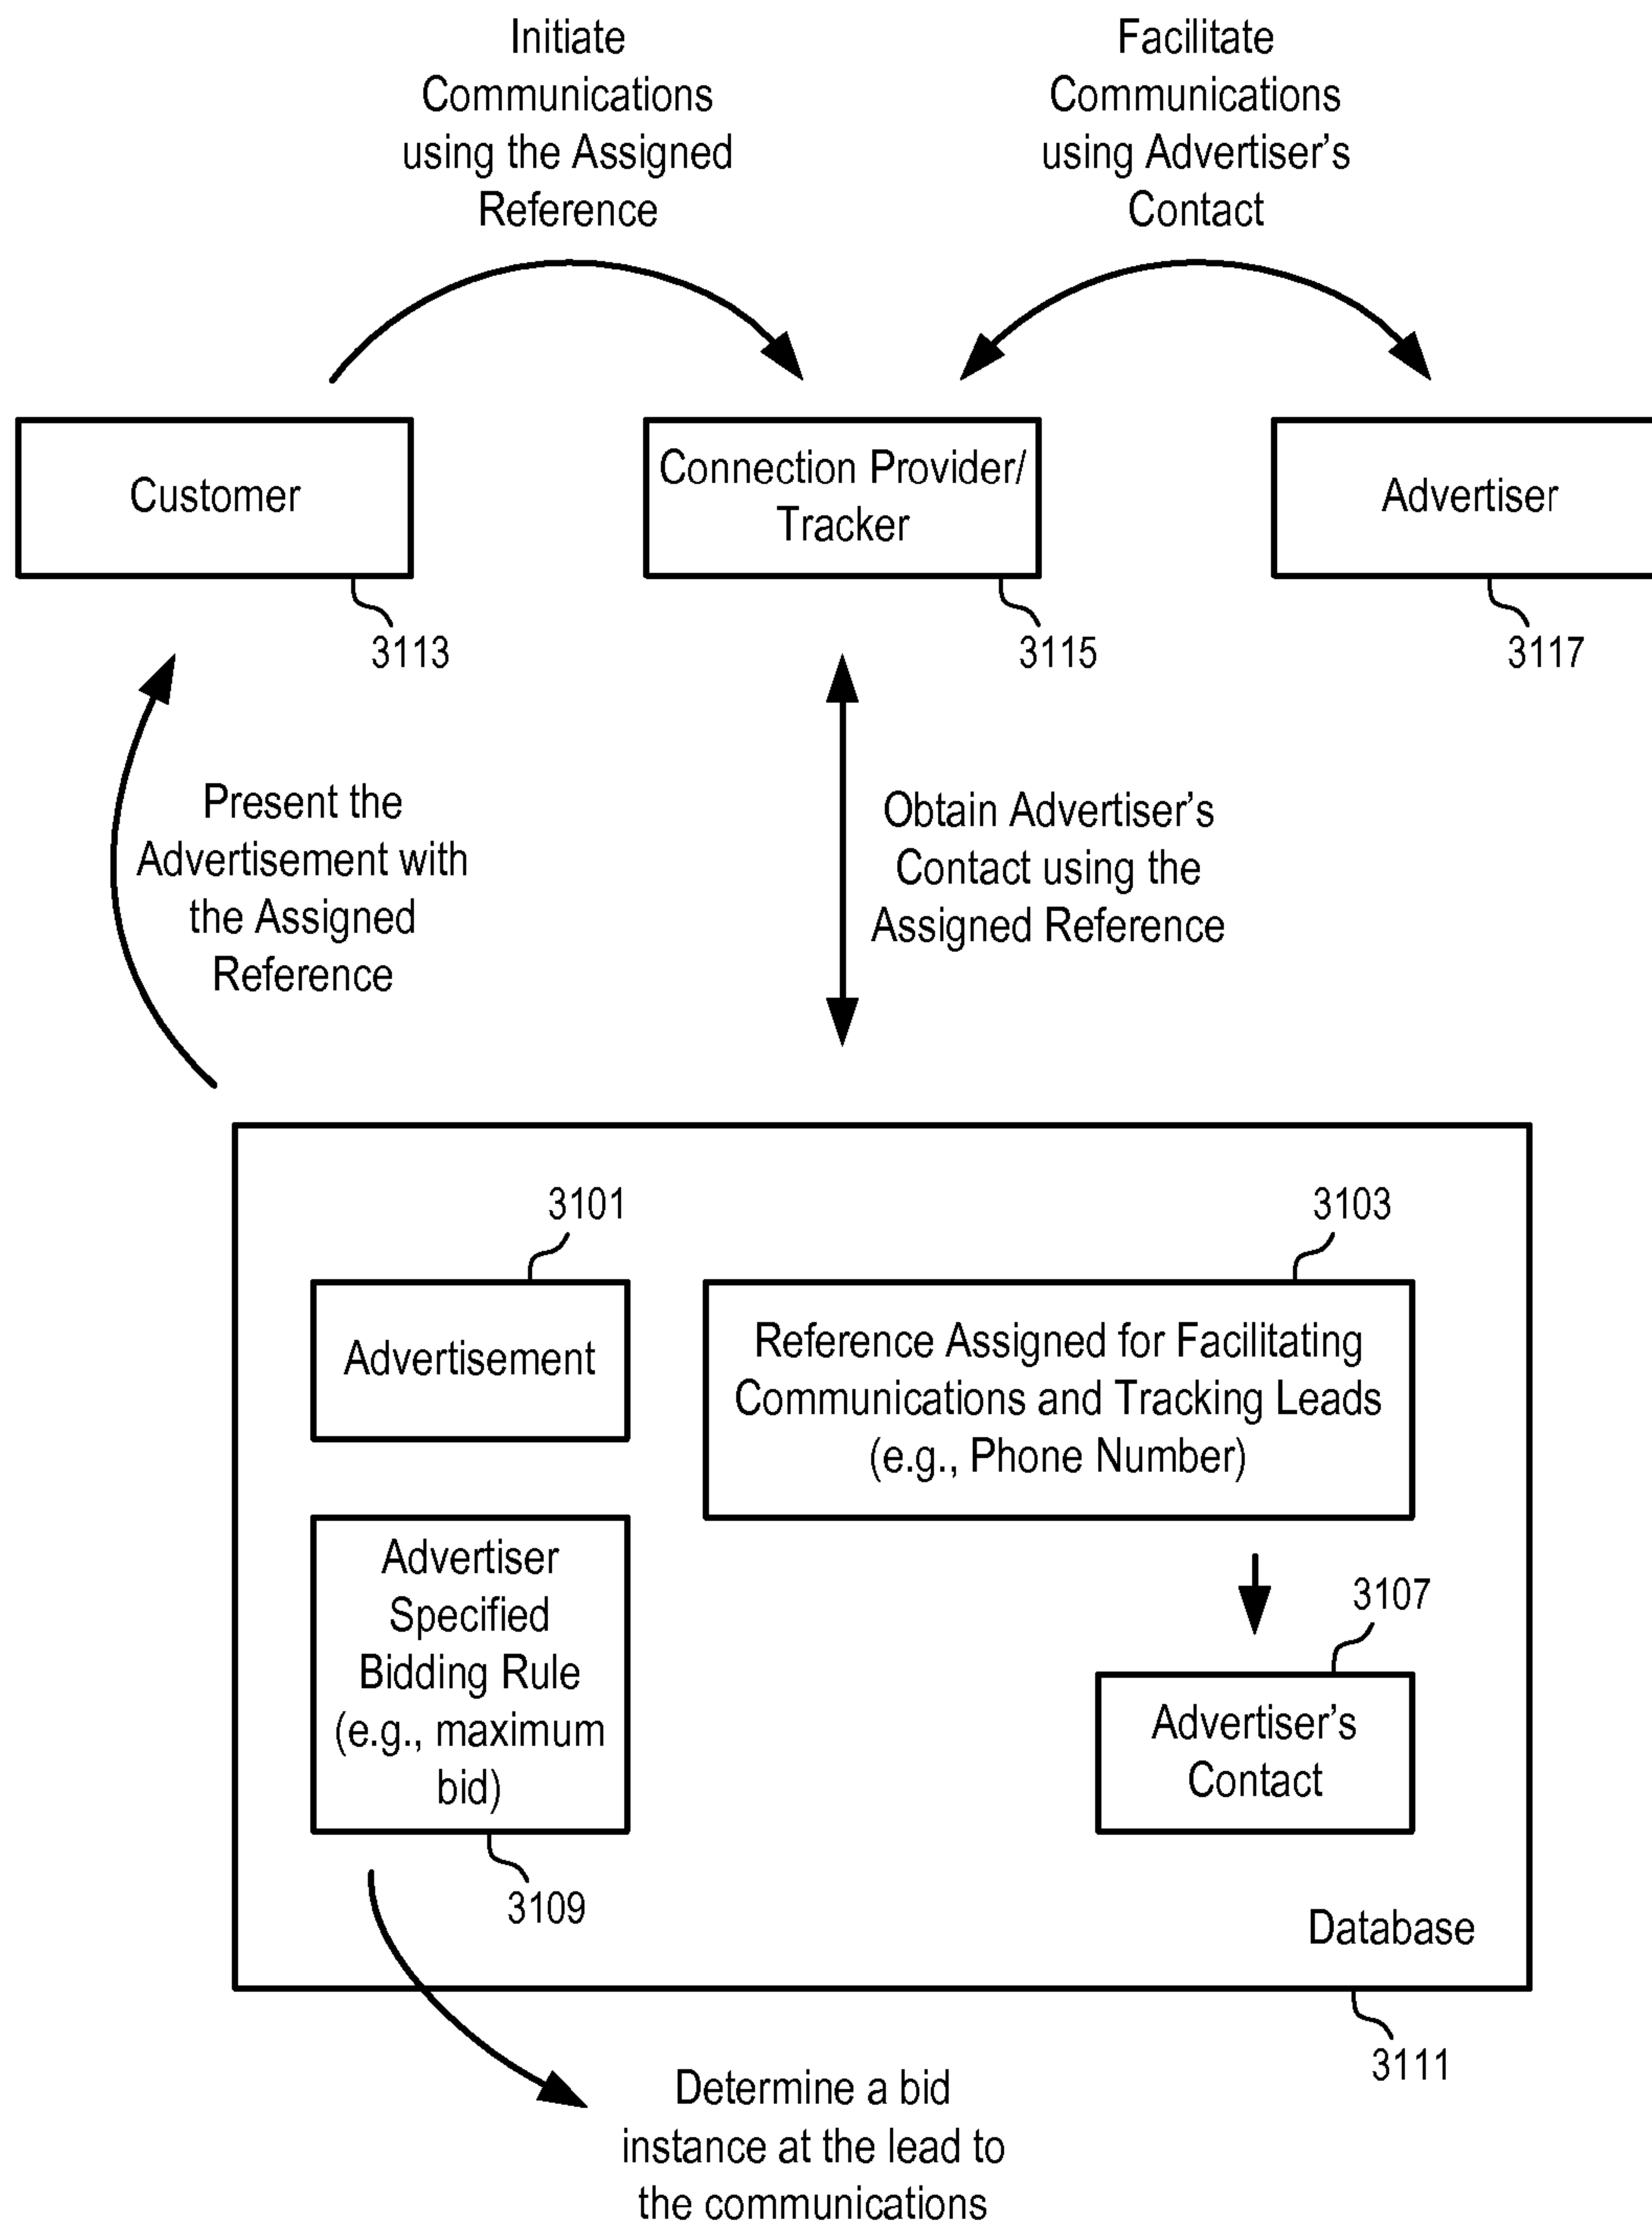 Initiate
Communications
using the Assigned
Reference
Facilitate
Communications
using Advertiser's
Contact
Customer
Connection Provider/
Tracker
Advertiser
3113
3115
3117
Present the
Advertisement with
the Assigned
Reference
Obtain Advertiser's
Contact using the
Assigned Reference
3101
3103
Advertisement
Reference Assigned for Facilitating
Communications and Tracking Leads
(e.g., Phone Number)
Advertiser
Specified
Bidding Rule
(e.g., maximum
bid)
3107
Advertiser's
Contact
3109
Database
3111
Determine a bid
instance at the lead to
the communications